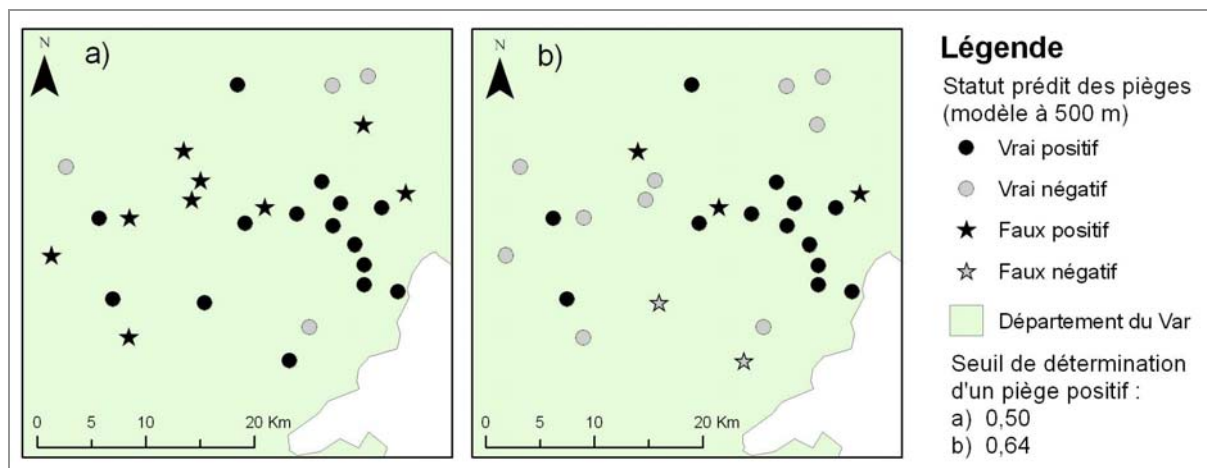 N
a)
0 5 10 20 Km
N
b)
0 5 10 20 Km
Légende
Statut prédit des pièges
(modèle à 500 m)
Vrai positif
Vrai négatif
Faux positif
Faux négatif
Département du Var
Seuil de détermination
d'un piège positif :
a) 0,50
b) 0,64